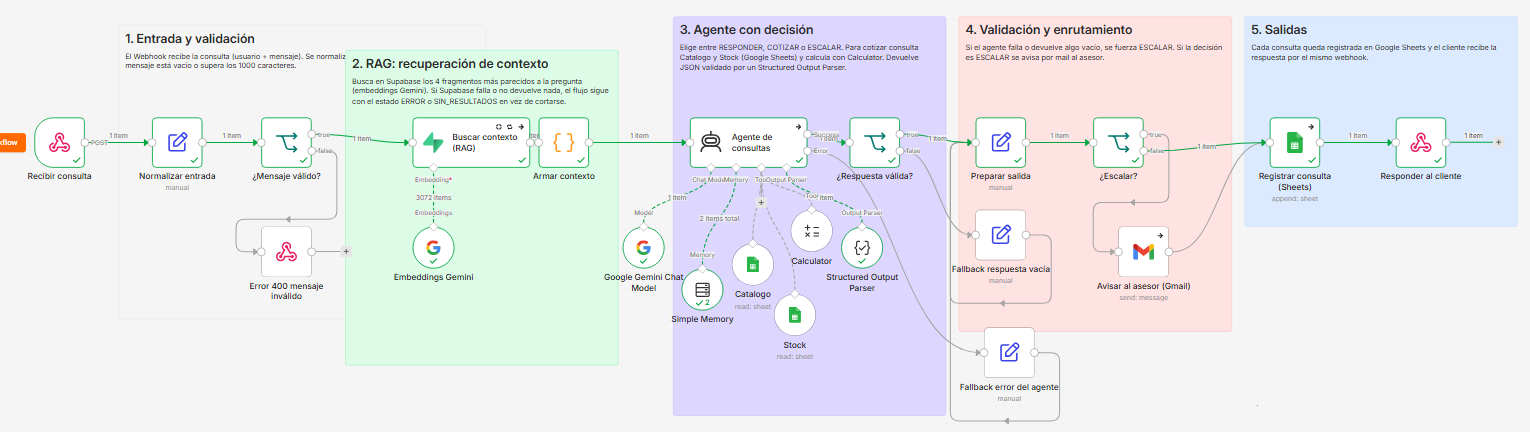 1. Entrada y validación
El Webhook recibe la consulta (usuario + mensaje). Se normaliz
mensaje está vacío o supera los 1000 caracteres.
2. RAG: recuperación de contexto
Busca en Supabase los 4 fragmentos más parecidos a la pregunta
(embeddings Gemini). Si Supabase falla o no devuelve nada, el flujo sigue
con el estado ERROR o SIN_RESULTADOS en vez de cortarse.
3. Agente con decisión
Elige entre RESPONDER, COTIZAR o ESCALAR. Para cotizar consulta
Catalogo y Stock (Google Sheets) y calcula con Calculator. Devuelve
JSON validado por un Structured Output Parser.
4. Validación y enrutamiento
Si el agente falla o devuelve algo vacío, se fuerza ESCALAR. Si la decisión
es ESCALAR se avisa por mail al asesor.
5. Salidas
Cada consulta queda registrada en Google Sheets y el cliente recibe la
respuesta por el mismo webhook.
kflow
POST
1 item
Recibir consulta
Normalizar entrada
manual
1 item
¿Mensaje válido?
true
false
1 item
Error 400 mensaje
inválido
Buscar contexto
(RAG)
Embedding*
3072 items
Embeddings
Embeddings Gemini
Armar contexto
1 item
Agente de
consultas
Success
Error
1 item
Chat Model
Memory
Tool
Output Parser
1 item
Model
Google Gemini Chat
Model
2 items total
Memory
2
Simple Memory
Catalogo
read: sheet
Stock
read: sheet
Tool
Calculator
1 item
Output Parser
Structured Output
Parser
¿Respuesta válida?
true
false
1 item
Preparar salida
manual
1 item
Fallback respuesta vacía
manual
Fallback error del agente
manual
¿Escalar?
true
false
1 item
Avisar al asesor (Gmail)
send: message
Registrar consulta
(Sheets)
append: sheet
1 item
Responder al cliente
1 item